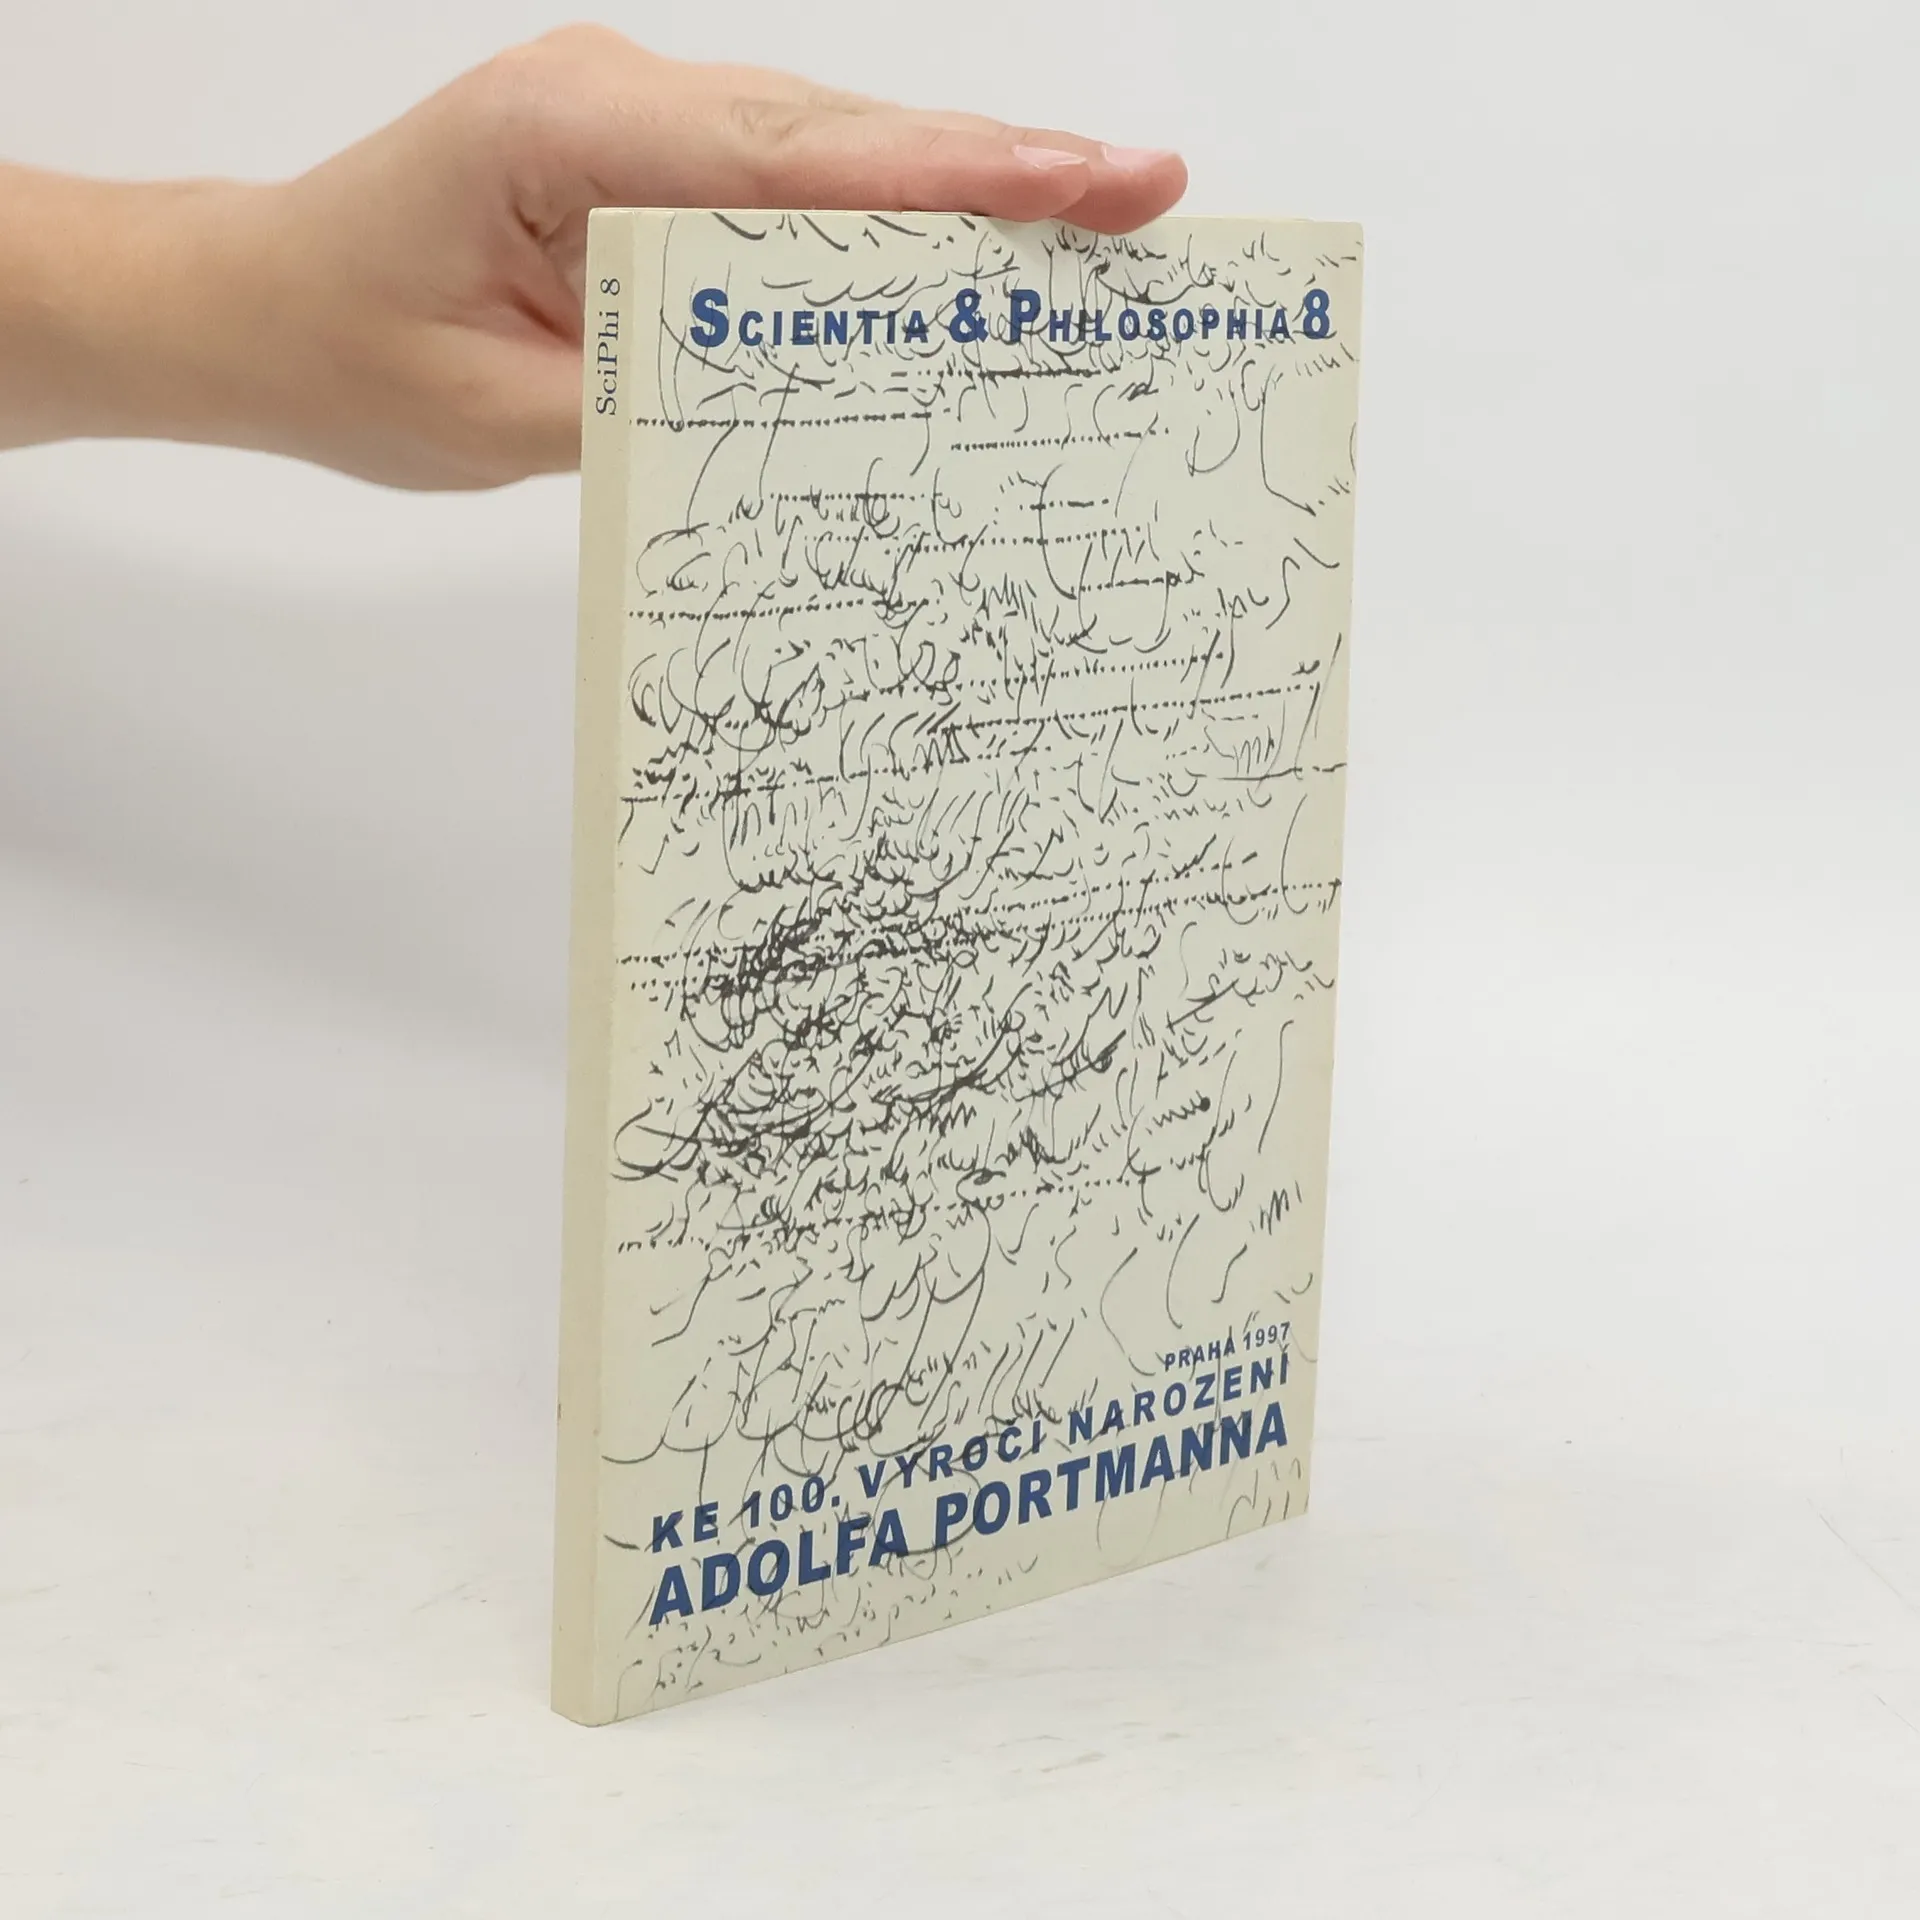 SciPhi 8
SCIENTIA & PHILOSOPHIA 8
PRAHA 1997
KE 100. VÝROČÍ NAROZENÍ
ADOLFA PORTMANNA